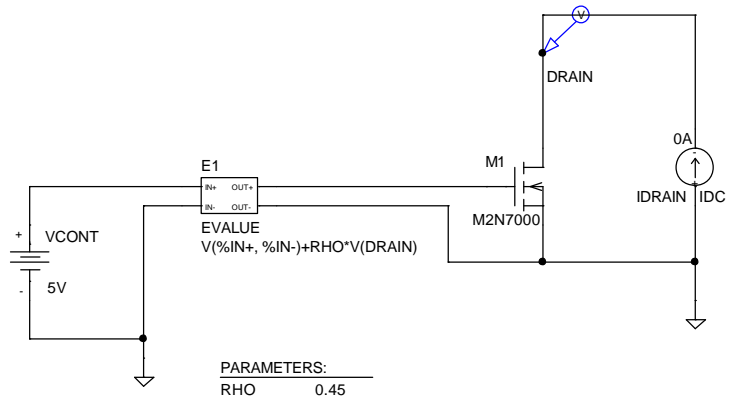 V
DRAIN
0A
-
+
IDRAIN IDC
M1
M2N7000
E1
IN+ OUT+
IN- OUT-
EVALUE
V(%IN+, %IN-)+RHO*V(DRAIN)
+ VCONT
- 5V
PARAMETERS:
RHO 0.45